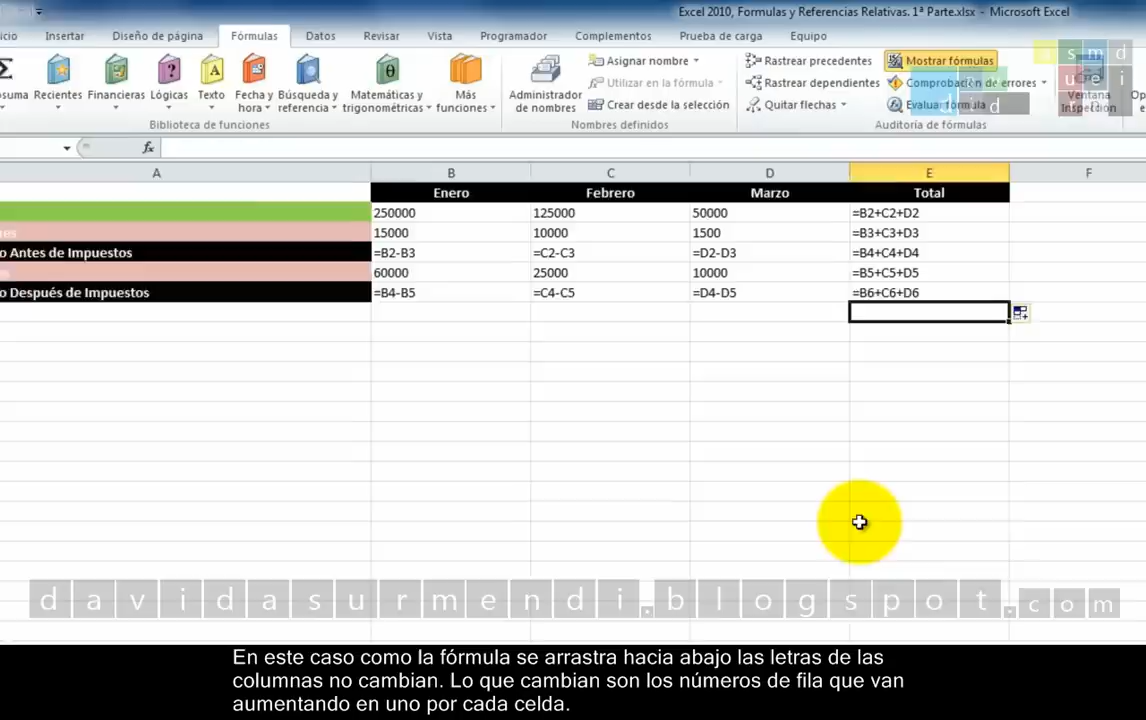 Excel 2010, Formulas y Referencias Relativas. 1ª Parte.xlsx - Microsoft Excel
icio Insertar Diseño de página Fórmulas Datos Revisar Vista Programador Complementos Prueba de carga Equipo
osuma Recientes Financieras Lógicas Texto Fecha y hora Búsqueda y referencia Matemáticas y trigonométricas Más funciones
Biblioteca de funciones
Administrador de nombres
Asignar nombre
Utilizar en la fórmula
Crear desde la selección
Nombres definidos
Rastrear precedentes
Rastrear dependientes
Quitar flechas
Mostrar fórmulas
Comprobación de errores
Evaluar fórmula
Auditoría de fórmulas
Ventana Inspección
fx
A B C D E F
Enero Febrero Marzo Total
250000 125000 50000 =B2+C2+D2
res 15000 10000 1500 =B3+C3+D3
o Antes de Impuestos =B2-B3 =C2-C3 =D2-D3 =B4+C4+D4
s 60000 25000 10000 =B5+C5+D5
o Después de Impuestos =B4-B5 =C4-C5 =D4-D5 =B6+C6+D6
davidasurmendi.blogspot.com
En este caso como la fórmula se arrastra hacia abajo las letras de las
columnas no cambian. Lo que cambian son los números de fila que van
aumentando en uno por cada celda.